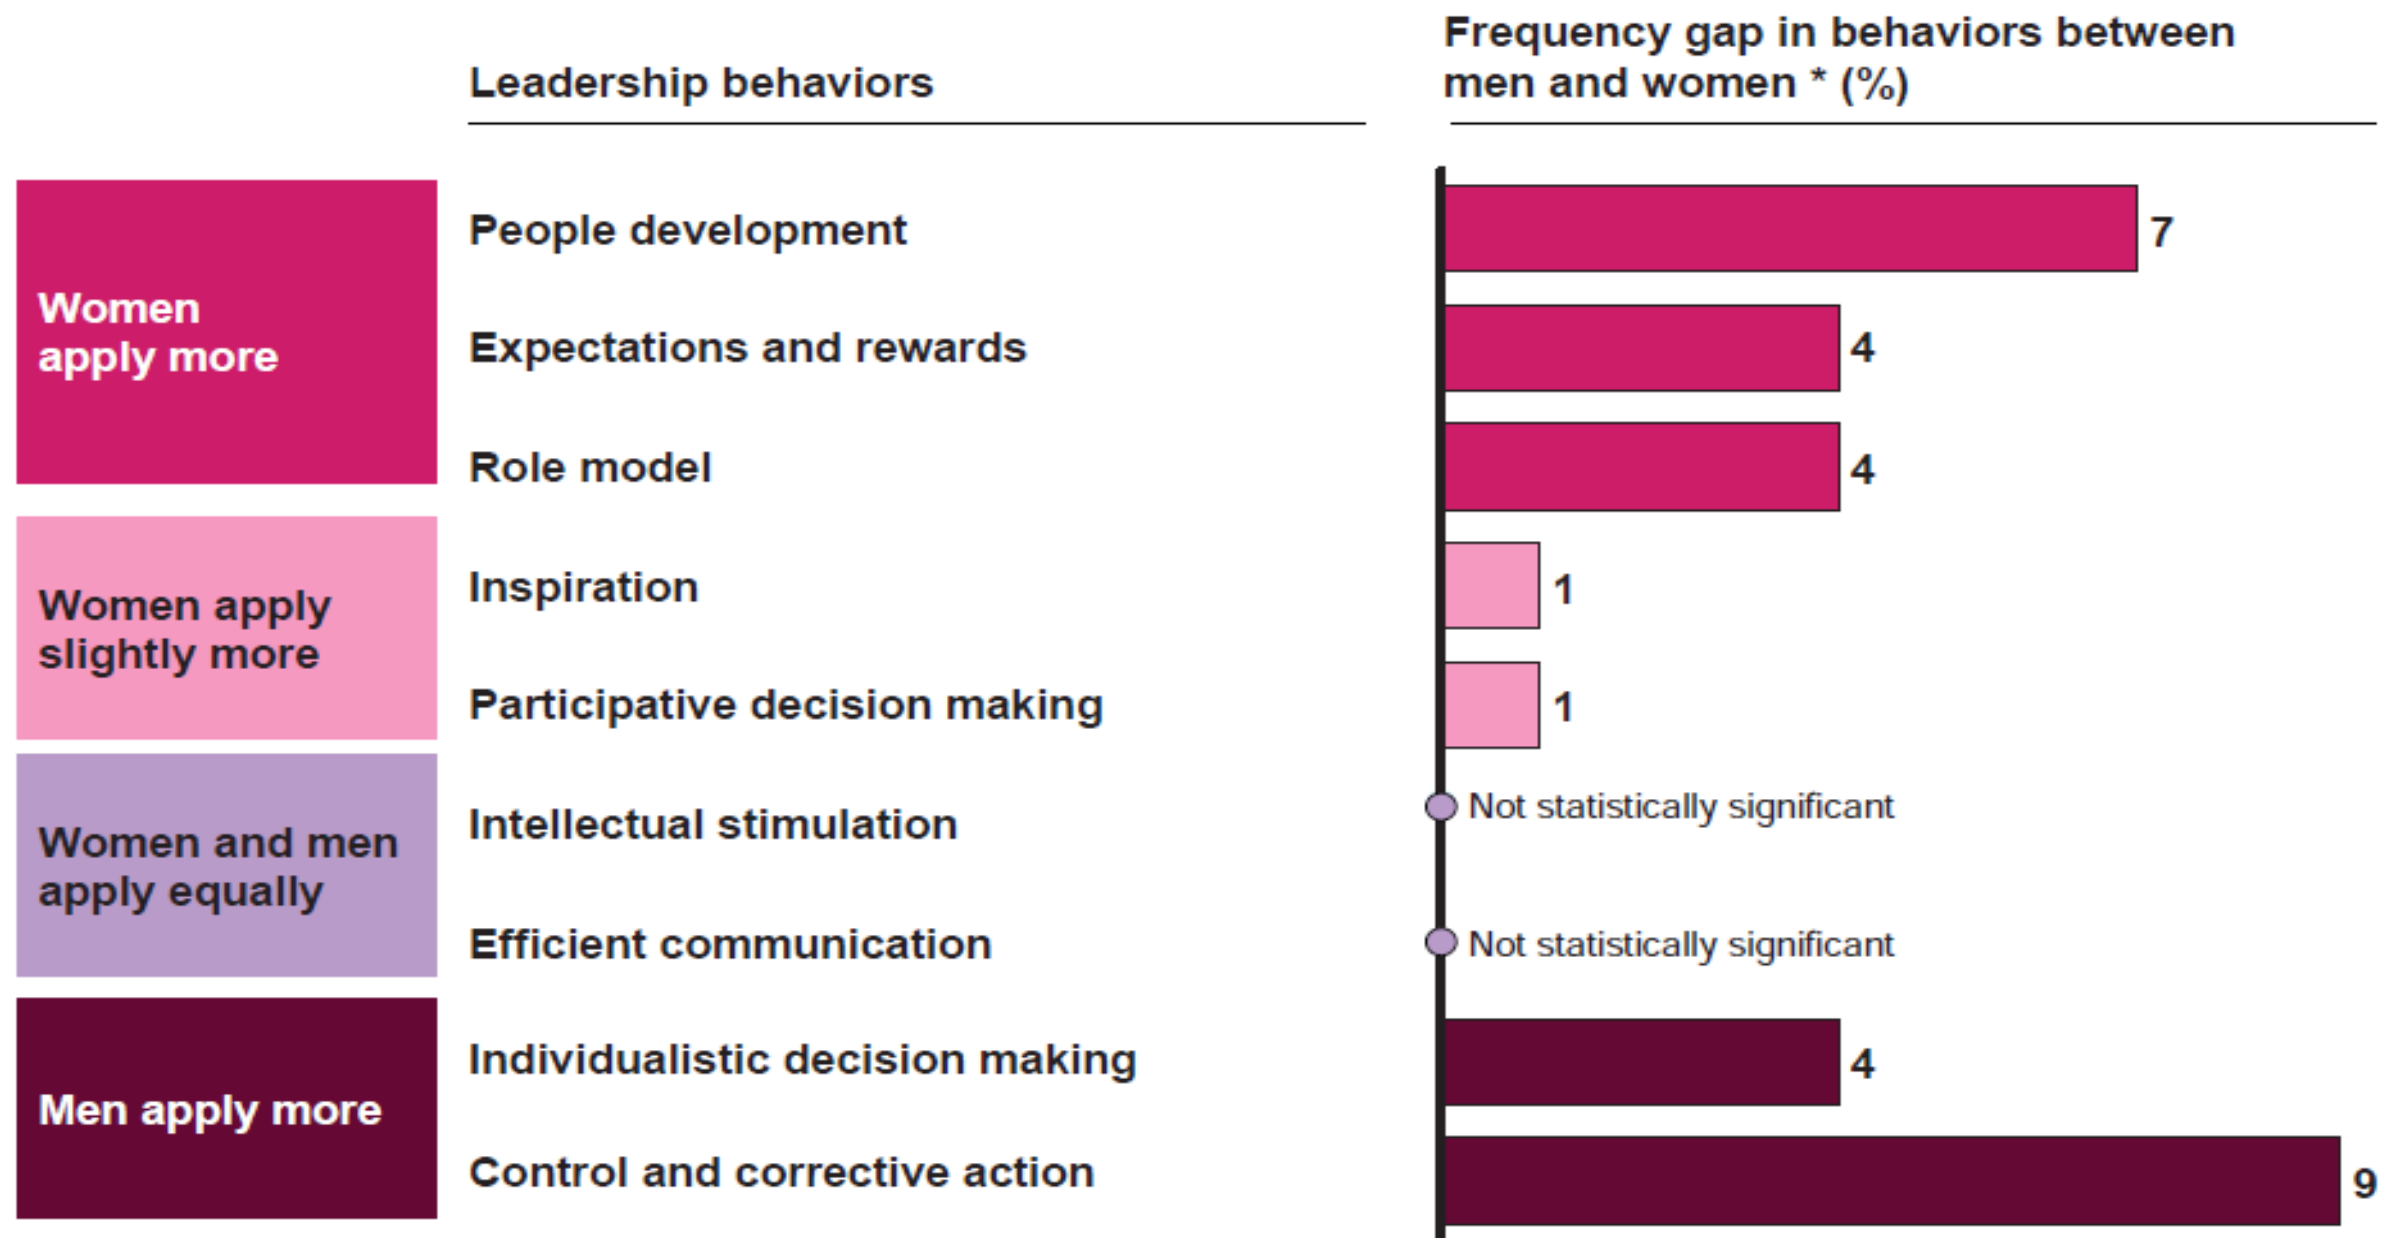 Leadership behaviors
Frequency gap in behaviors between
men and women * (%)
Women
apply more
People development
7
Expectations and rewards
4
Role model
4
Women apply
slightly more
Inspiration
1
Participative decision making
1
Women and men
apply equally
Intellectual stimulation
Not statistically significant
Efficient communication
Not statistically significant
Men apply more
Individualistic decision making
4
Control and corrective action
9